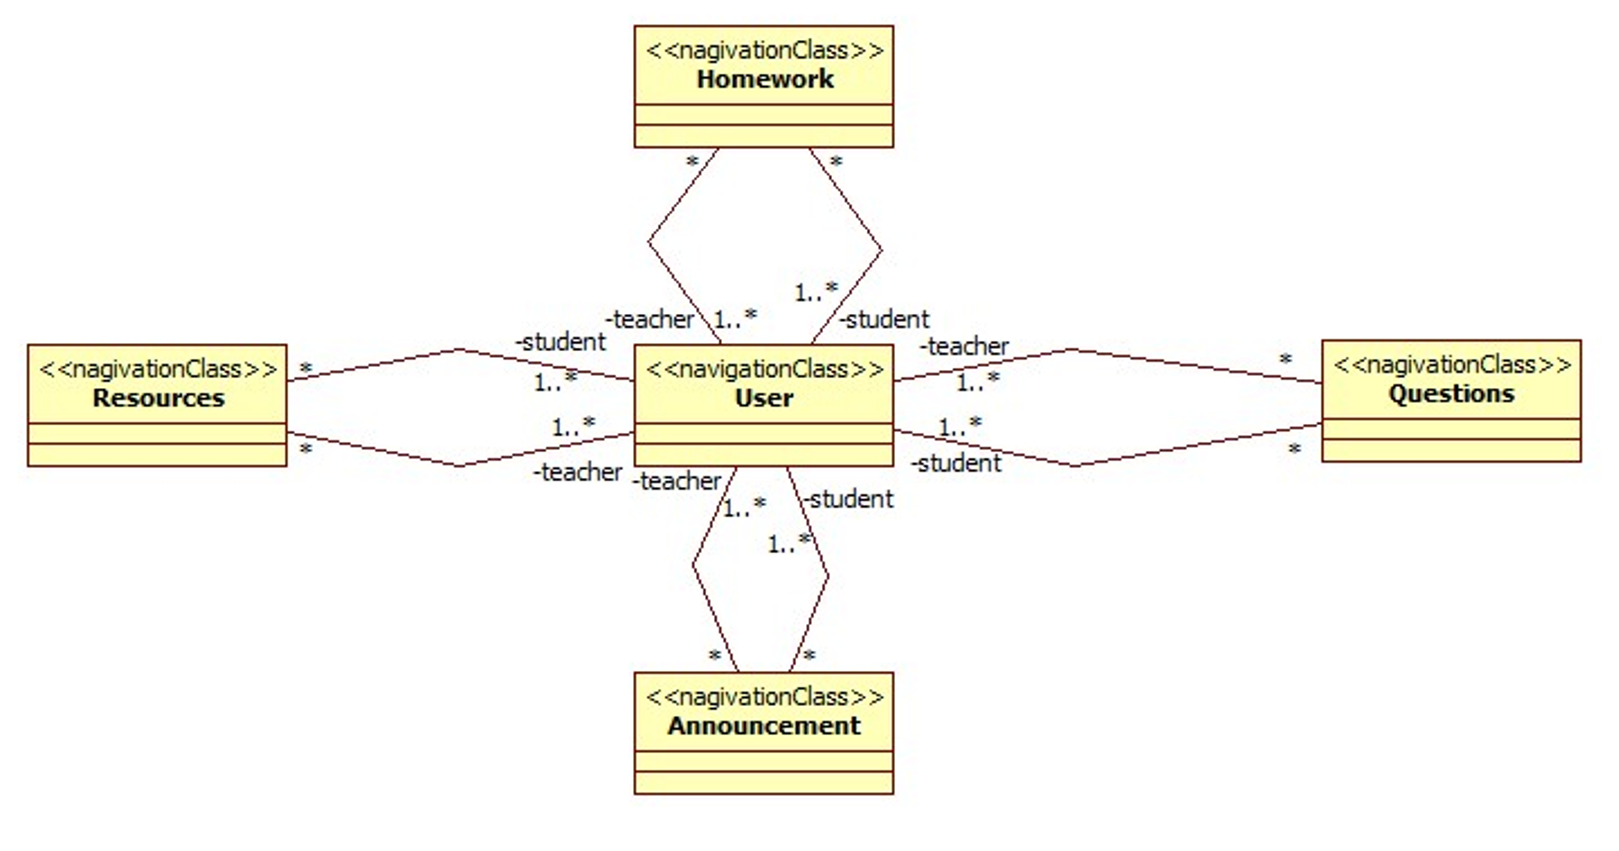 <<nagivationClass>>
Homework
*
*
1..*
-teacher
1..*
-student
-student
-teacher
<<nagivationClass>>
Resources
*
1..*
<<navigationClass>>
User
1..*
*
<<nagivationClass>>
Questions
*
1..*
-teacher
1..*
-student
*
-teacher
1..*
-student
1..*
*
*
<<nagivationClass>>
Announcement